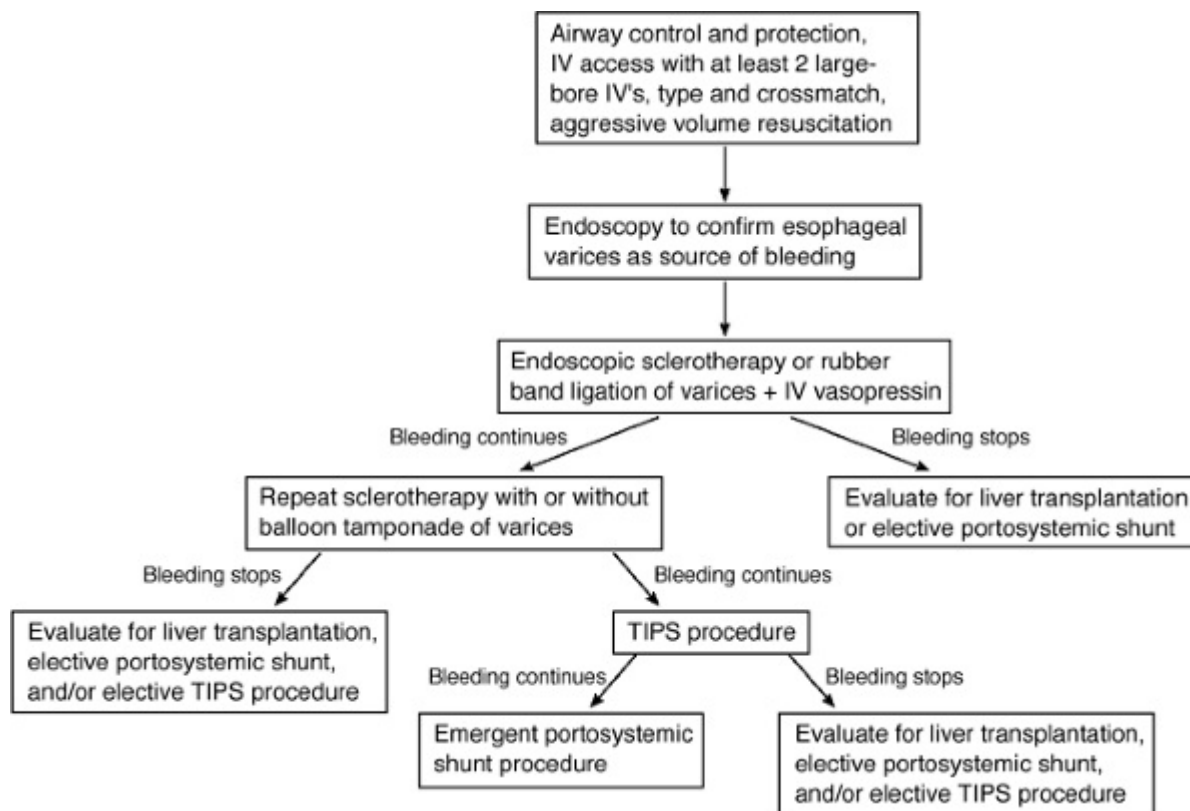 Airway control and protection,
IV access with at least 2 large-
bore IV's, type and crossmatch,
aggressive volume resuscitation
Endoscopy to confirm esophageal
varices as source of bleeding
Endoscopic sclerotherapy or rubber
band ligation of varices + IV vasopressin
Bleeding continues
Bleeding stops
Repeat sclerotherapy with or without
balloon tamponade of varices
Evaluate for liver transplantation
or elective portosystemic shunt
Bleeding stops
Bleeding continues
Evaluate for liver transplantation,
elective portosystemic shunt,
and/or elective TIPS procedure
TIPS procedure
Bleeding continues
Bleeding stops
Emergent portosystemic
shunt procedure
Evaluate for liver transplantation,
elective portosystemic shunt,
and/or elective TIPS procedure